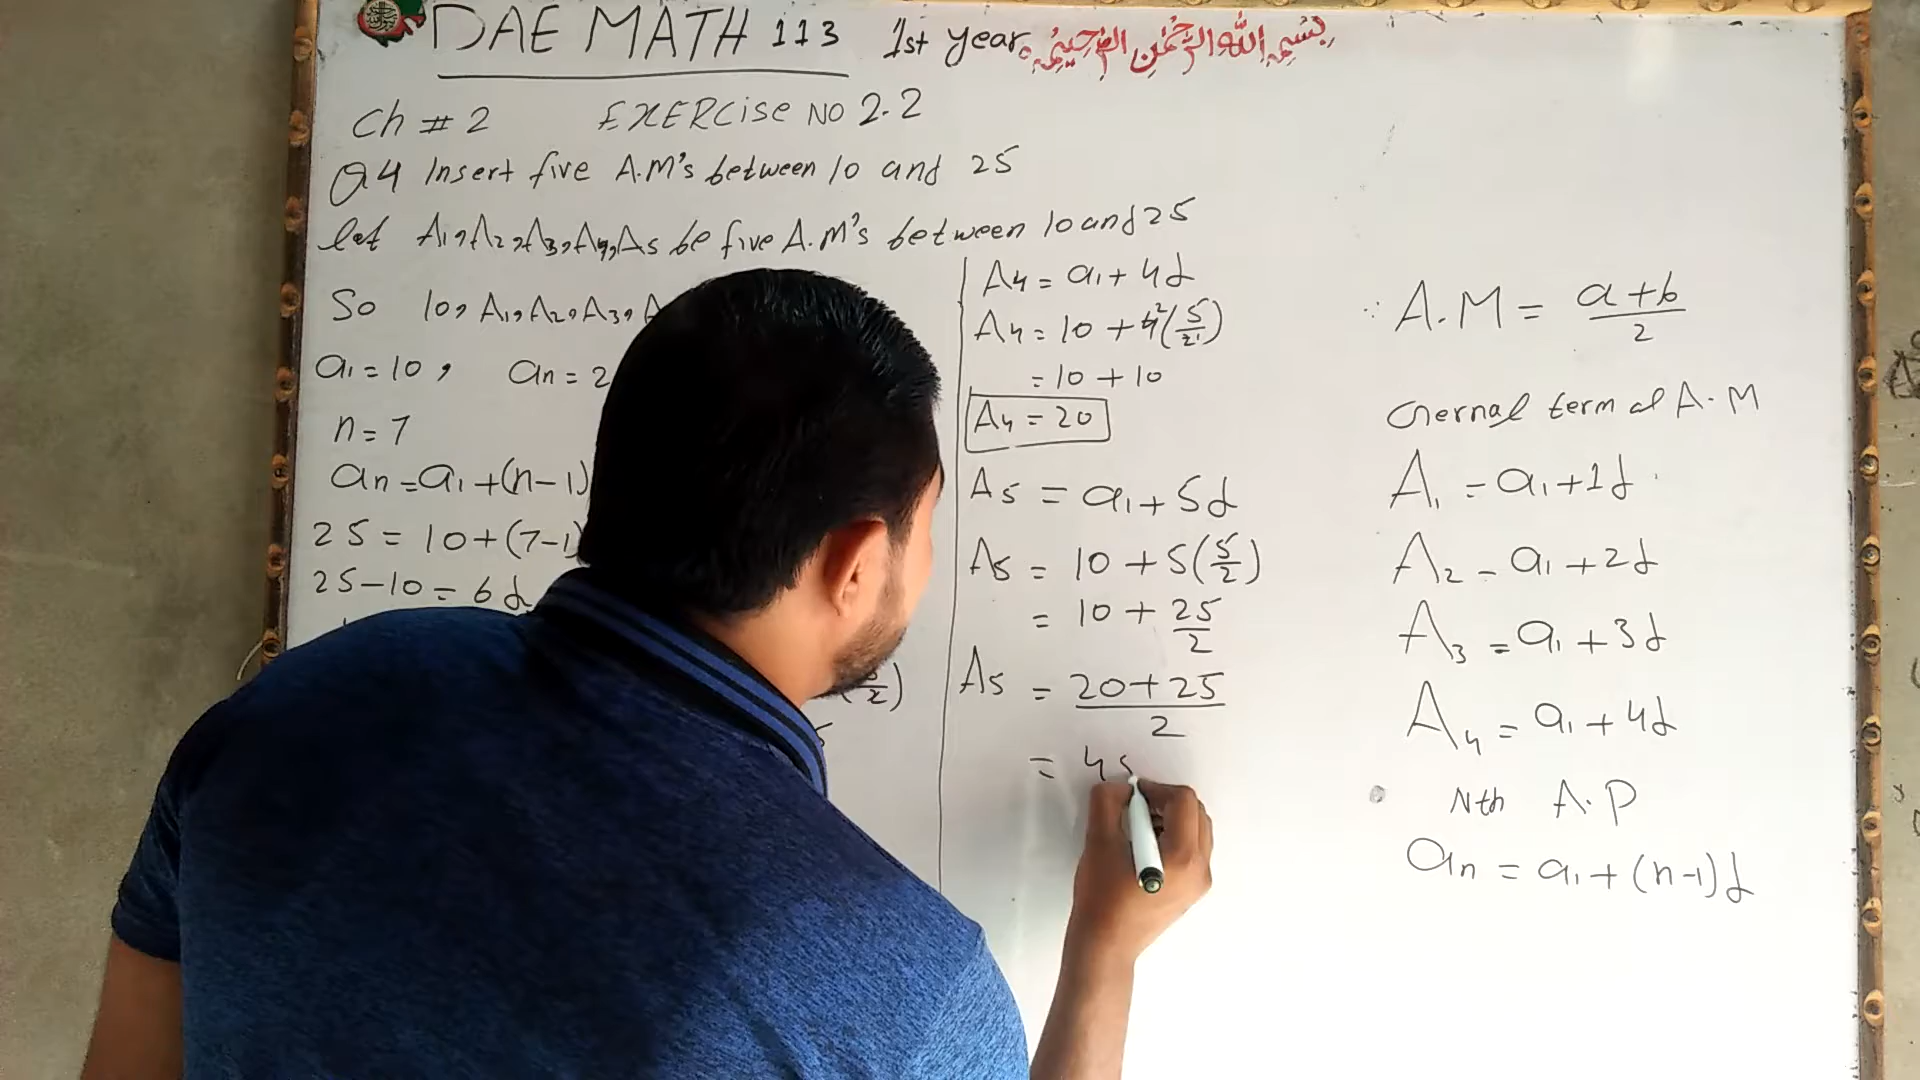 DAE MATH 113 1st year بِسْمِ اللهِ الرَّحْمٰنِ الرَّحِيْمِ
Ch # 2 EXERCise NO 2.2
Q4 Insert five A.M's between 10 and 25
let A1, A2, A3, A4, A5 be five A.M's between 10 and 25
So 10, A1, A2, A3, A
a1 = 10, an = 2
n = 7
an = a1 + (n-1)
25 = 10 + (7-1)
25-10 = 6d
A4 = a1 + 4d
A4 = 10 + 4²(5/2)
= 10 + 10
A4 = 20
A5 = a1 + 5d
A5 = 10 + 5(5/2)
= 10 + 25/2
A5 = 20+25/2
= 45
∵ A.M = a+b/2
Gernal term of A.M
A1 = a1 + 1d
A2 = a1 + 2d
A3 = a1 + 3d
A4 = a1 + 4d
Nth A.P
an = a1 + (n-1)d